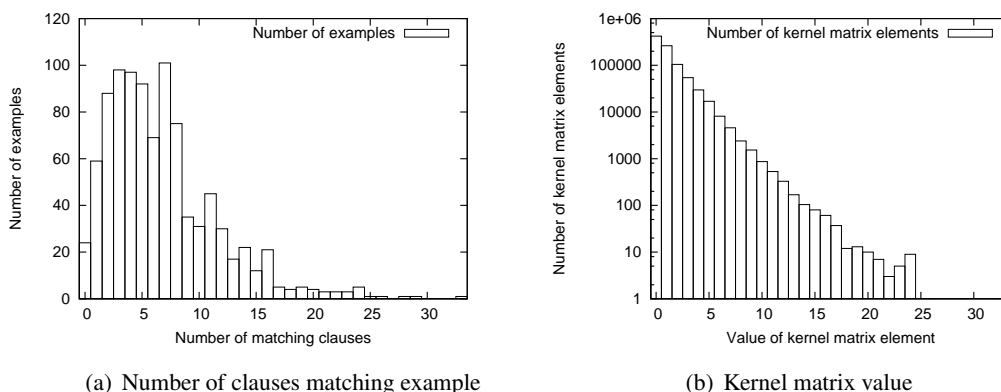 Number of examples
120
100
80
60
40
20
0
Number of examples
0 5 10 15 20 25 30
Number of matching clauses
(a) Number of clauses matching example
Number of kernel matrix elements
1e+06
100000
10000
1000
100
10
1
Number of kernel matrix elements
0 5 10 15 20 25 30
Value of kernel matrix element
(b) Kernel matrix value